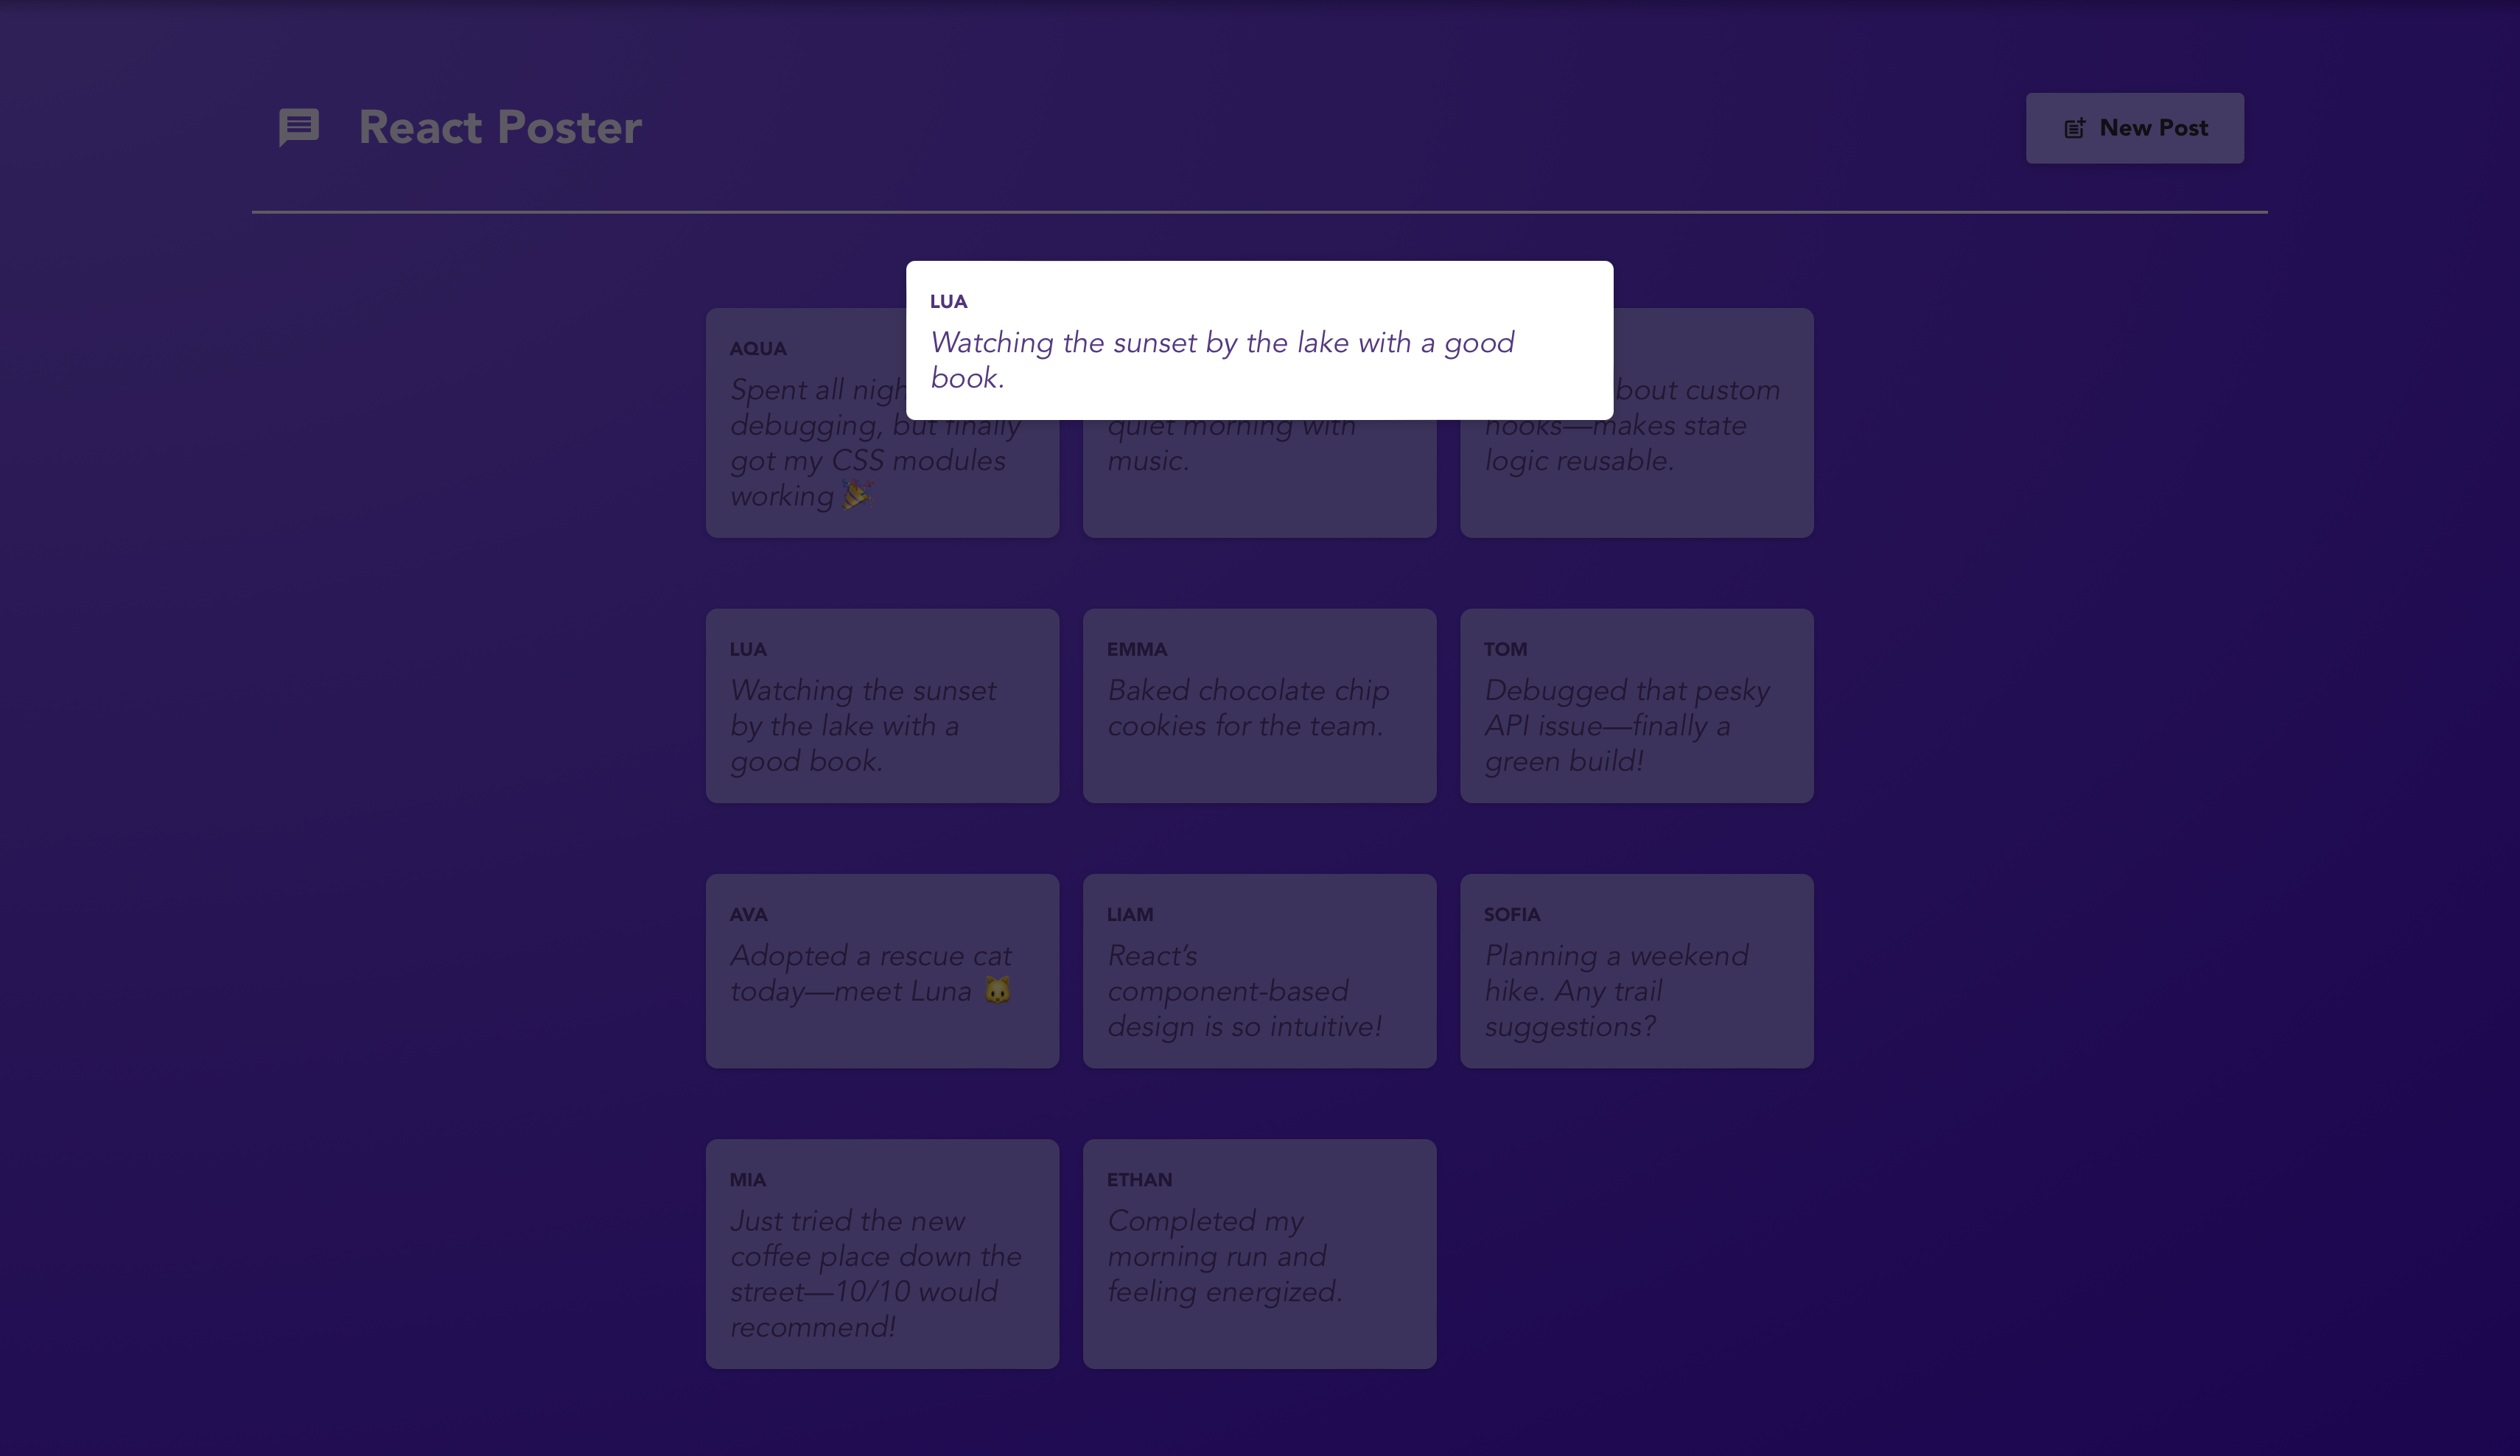 React Poster
New Post
LUA
Watching the sunset by the lake with a good
book.
AQUA
Spent all
debugging, but finally
got my CSS modules
working 🎉
quiet morning with
music.
bout custom
hooks—makes state
logic reusable.
LUA
Watching the sunset
by the lake with a
good book.
EMMA
Baked chocolate chip
cookies for the team.
TOM
Debugged that pesky
API issue—finally a
green build!
AVA
Adopted a rescue cat
today—meet Luna 🐱
LIAM
React’s
component-based
design is so intuitive!
SOFIA
Planning a weekend
hike. Any trail
suggestions?
MIA
Just tried the new
coffee place down the
street—10/10 would
recommend!
ETHAN
Completed my
morning run and
feeling energized.